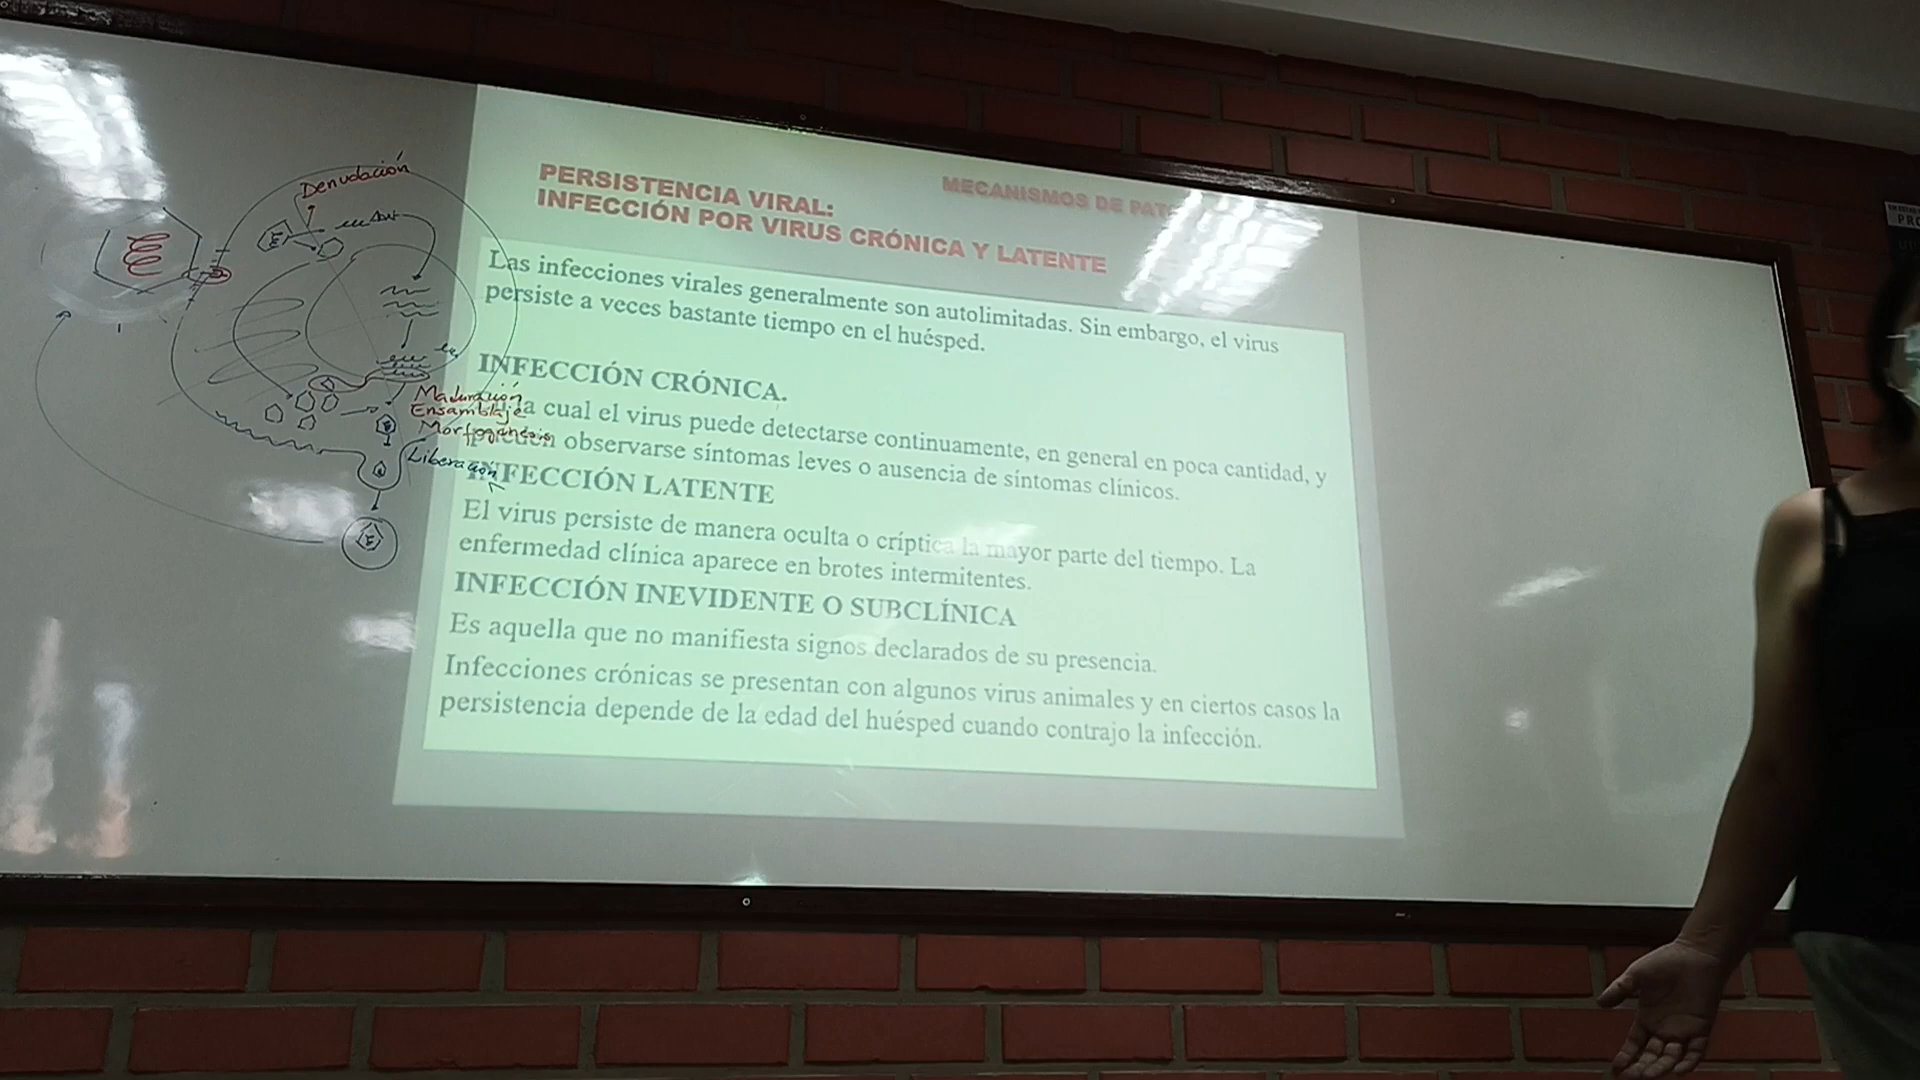 PERSISTENCIA VIRAL:
INFECCIÓN POR VIRUS CRÓNICA Y LATENTE
MECANISMOS DE
Las infecciones virales generalmente son autolimitadas. Sin embargo, el virus
persiste a veces bastante tiempo en el huésped.
INFECCIÓN CRÓNICA.
la cual el virus puede detectarse continuamente, en general en poca cantidad, y
pueden observarse síntomas leves o ausencia de síntomas clínicos.
INFECCIÓN LATENTE
El virus persiste de manera oculta o críptica la mayor parte del tiempo. La
enfermedad clínica aparece en brotes intermitentes.
INFECCIÓN INEVIDENTE O SUBCLÍNICA
Es aquella que no manifiesta signos declarados de su presencia.
Infecciones crónicas se presentan con algunos virus animales y en ciertos casos la
persistencia depende de la edad del huésped cuando contrajo la infección.
Denudación
Maduración
Ensamblaje
Morfogénesis
Liberación
PRO